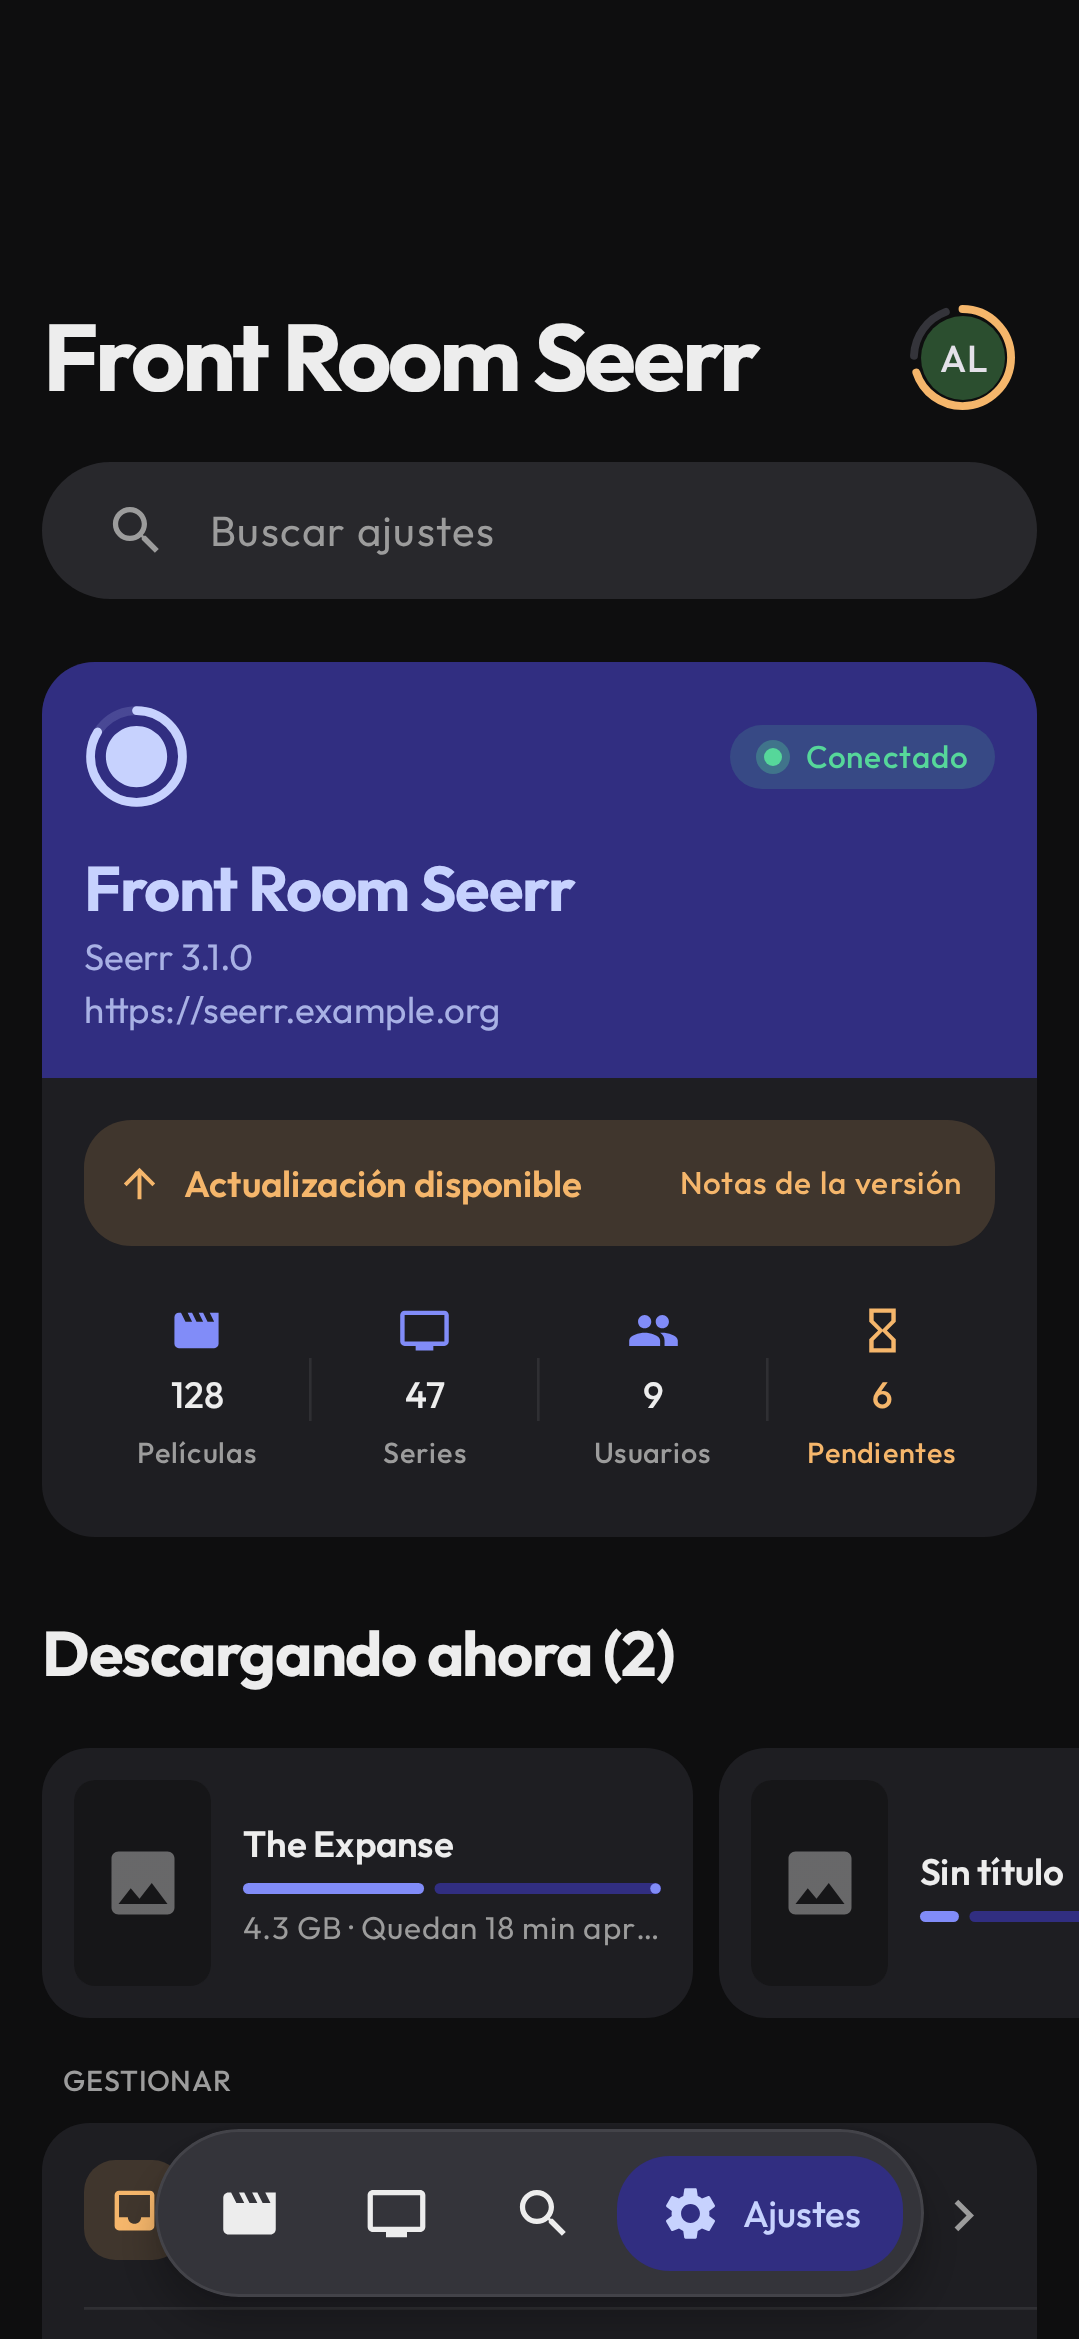 Front Room Seerr
AL
Buscar ajustes
Conectado
Front Room Seerr
Seerr 3.1.0
https://seerr.example.org
Actualización disponible
Notas de la versión
128
47
9
6
Películas
Series
Usuarios
Pendientes
Descargando ahora (2)
The Expanse
4.3 GB · Quedan 18 min apr...
Sin título
GESTIONAR
Ajustes